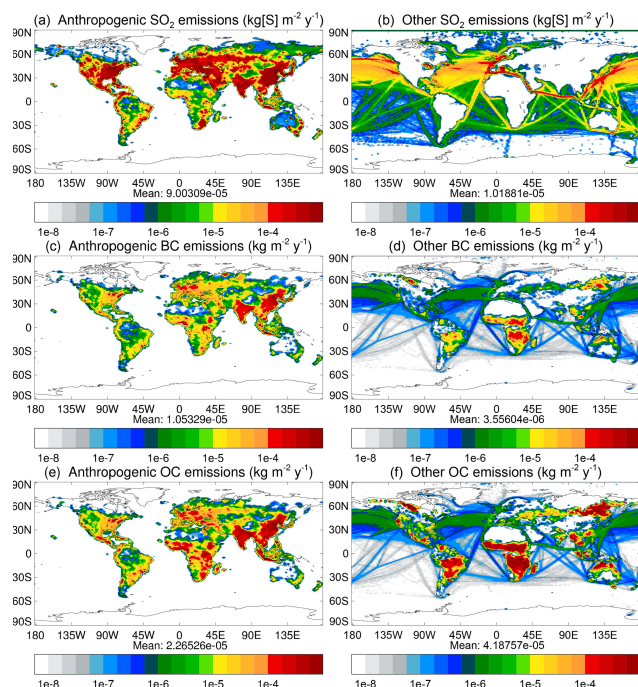 (a) Anthropogenic SO₂ emissions (kg[S] m⁻² y⁻¹)
(b) Other SO₂ emissions (kg[S] m⁻² y⁻¹)
90N 60N 30N 0 30S 60S 90S
90N 60N 30N 0 30S 60S 90S
180 135W 90W 45W 0 45E 90E 135E
180 135W 90W 45W 0 45E 90E 135E
Mean: 9.00309e-05
Mean: 1.01881e-05
1e-8 1e-7 1e-6 1e-5 1e-4
1e-8 1e-7 1e-6 1e-5 1e-4
(c) Anthropogenic BC emissions (kg m⁻² y⁻¹)
(d) Other BC emissions (kg m⁻² y⁻¹)
90N 60N 30N 0 30S 60S 90S
90N 60N 30N 0 30S 60S 90S
180 135W 90W 45W 0 45E 90E 135E
180 135W 90W 45W 0 45E 90E 135E
Mean: 1.05329e-05
Mean: 3.55604e-06
1e-8 1e-7 1e-6 1e-5 1e-4
1e-8 1e-7 1e-6 1e-5 1e-4
(e) Anthropogenic OC emissions (kg m⁻² y⁻¹)
(f) Other OC emissions (kg m⁻² y⁻¹)
90N 60N 30N 0 30S 60S 90S
90N 60N 30N 0 30S 60S 90S
180 135W 90W 45W 0 45E 90E 135E
180 135W 90W 45W 0 45E 90E 135E
Mean: 2.26526e-05
Mean: 4.18757e-05
1e-8 1e-7 1e-6 1e-5 1e-4
1e-8 1e-7 1e-6 1e-5 1e-4